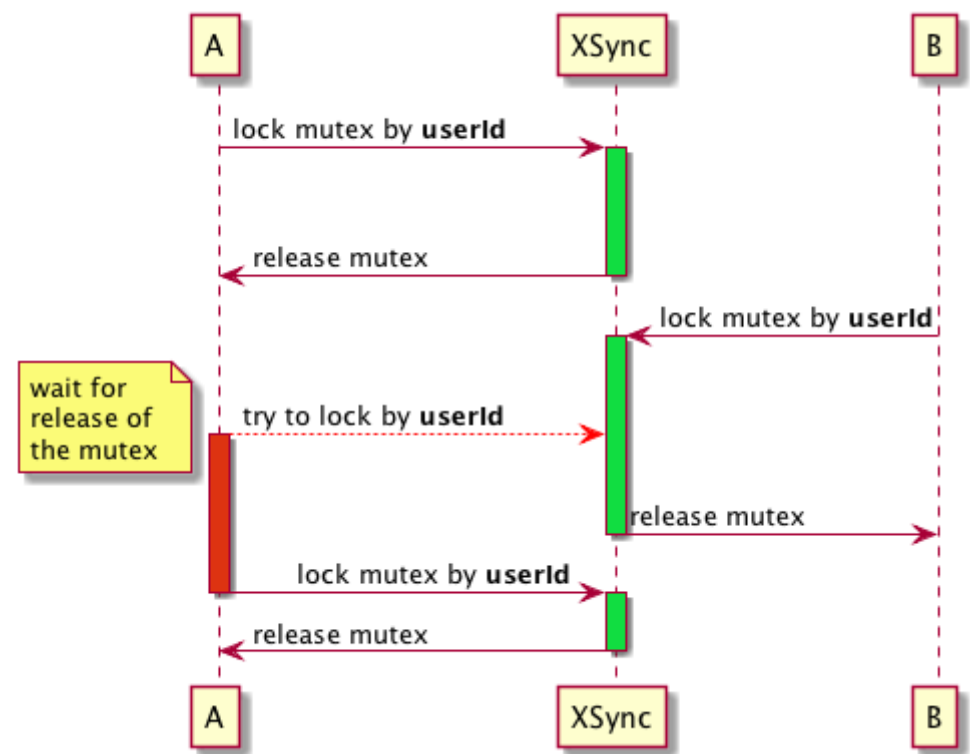 A
XSync
B
lock mutex by userId
release mutex
lock mutex by userId
wait for
release of
the mutex
try to lock by userId
release mutex
lock mutex by userId
release mutex
A
XSync
B